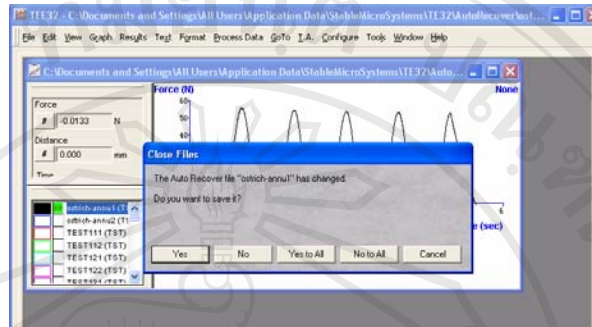 TEE32 - C:\Documents and Settings\All Users\Application Data\StableMicroSystems\TE32\AutoRecover\ost...
File Edit View Graph Results Text Format Process Data GoTo T.A. Configure Tools Window Help
C:\Documents and Settings\All Users\Application Data\StableMicroSystems\TE32\Auto...
Force (N)
None
Force
# -0.0133 N
Distance
# 0.000 mm
Time
60
50
40
6
e (sec)
Close Files
The Auto Recover file "ostrich-annu1" has changed.
Do you want to save it?
Yes No Yes to All No to All Cancel
ostrich-annu1 (T
ostrich-annu2 (T
TEST111 (TST)
TEST112 (TST)
TEST121 (TST)
TEST122 (TST)